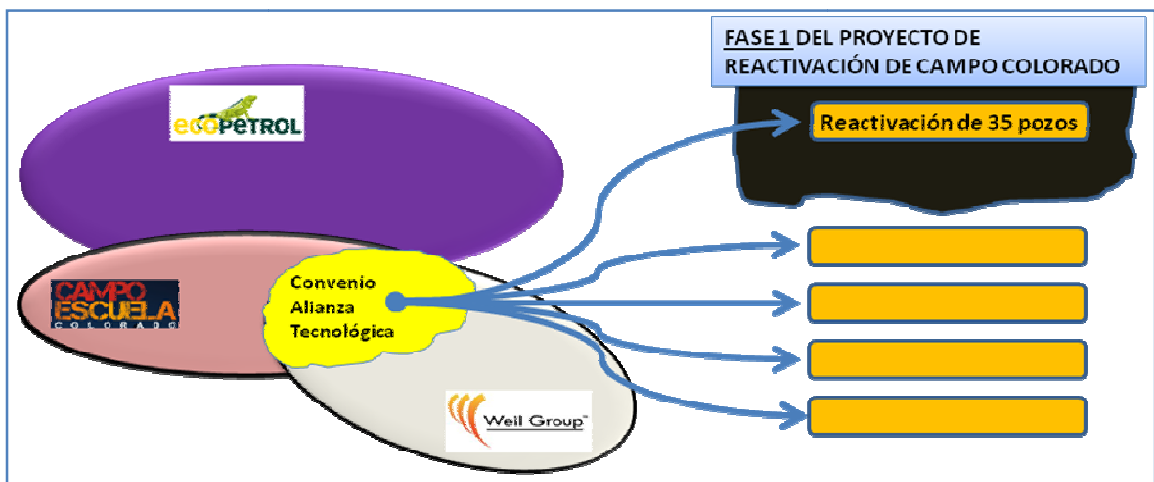 FASE 1 DEL PROYECTO DE
REACTIVACIÓN DE CAMPO COLORADO
ecopetrol
Reactivación de 35 pozos
CAMPO
ESCUELA
COLORADO
Convenio
Alianza
Tecnológica
Weil Group™